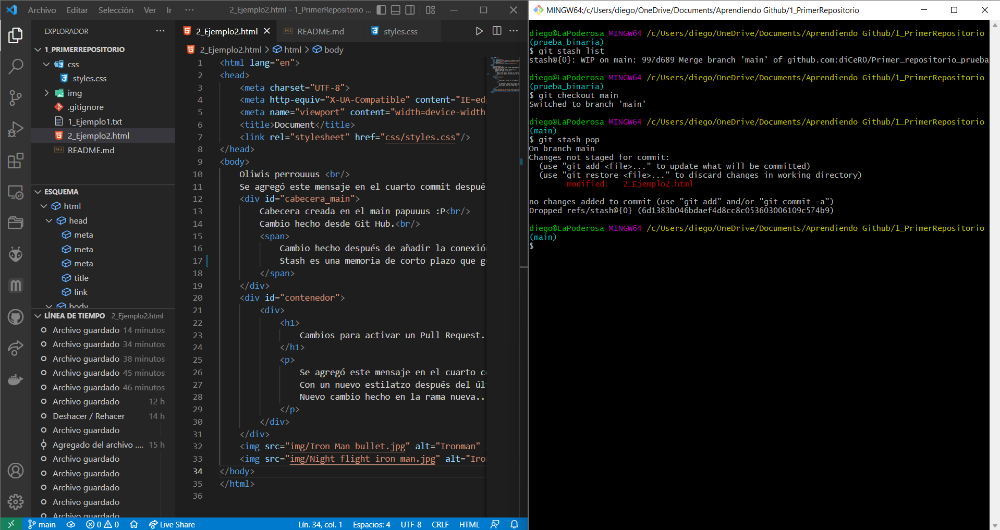 Archivo Editar Selección Ver Ir ··· 2_Ejemplo2.html - 1_PrimerRepositorio ...
EXPLORADOR ···
1_PRIMERREPOSITORIO
css
styles.css
img
.gitignore
1_Ejemplo1.txt
2_Ejemplo2.html
README.md
ESQUEMA
html
head
meta
meta
meta
title
link
body
LÍNEA DE TIEMPO 2_Ejemplo2.html
Archivo guardado 14 minutos
Archivo guardado 34 minutos
Archivo guardado 38 minutos
Archivo guardado 45 minutos
Archivo guardado 46 minutos
Archivo guardado 12 h
Deshacer / Rehacer 14 h
Archivo guardado
Agregado del archivo .... 15 h
Archivo guardado
Archivo guardado
Archivo guardado
Archivo guardado
Archivo guardado
2_Ejemplo2.html README.md styles.css ···
2_Ejemplo2.html > html > body
1 <html lang="en">
2 <head>
3 <meta charset="UTF-8">
4 <meta http-equiv="X-UA-Compatible" content="IE=edg
5 <meta name="viewport" content="width=device-width
6 <title>Document</title>
7 <link rel="stylesheet" href="css/styles.css"/>
8 </head>
9 <body>
10 Oliwis perrouuus <br/>
11 Se agregó este mensaje en el cuarto commit despué
12 <div id="cabecera_main">
13 Cabecera creada en el main papuuus :P<br/>
14 Cambio hecho desde Git Hub.<br/>
15 <span>
16 Cambio hecho después de añadir la conexión
17 Stash es una memoria de corto plazo que gu
18 </span>
19 </div>
20 <div id="contenedor">
21 <div>
22 <h1>
23 Cambios para activar un Pull Request.
24 </h1>
25 <p>
26 Se agregó este mensaje en el cuarto co
27 Con un nuevo estilatzo después del úl
28 Nuevo cambio hecho en la rama nueva..
29 </p>
30 </div>
31 </div>
32 <img src="img/Iron Man bullet.jpg" alt="Ironman"
33 <img src="img/Night flight iron man.jpg" alt="Iro
34 </body>
35 </html>
36
main 0 0 Live Share Lín. 34, col. 1 Espacios: 4 UTF-8 CRLF HTML
MINGW64:/c/Users/diego/OneDrive/Documents/Aprendiendo Github/1_PrimerRepositorio
diego@LaPoderosa MINGW64 /c/Users/diego/OneDrive/Documents/Aprendiendo Github/1_PrimerRepositorio
(prueba_binaria)
$ git stash list
stash@{0}: WIP on main: 997d689 Merge branch 'main' of github.com:diCeR0/Primer_repositorio_prueba
diego@LaPoderosa MINGW64 /c/Users/diego/OneDrive/Documents/Aprendiendo Github/1_PrimerRepositorio
(prueba_binaria)
$ git checkout main
Switched to branch 'main'
diego@LaPoderosa MINGW64 /c/Users/diego/OneDrive/Documents/Aprendiendo Github/1_PrimerRepositorio
(main)
$ git stash pop
On branch main
Changes not staged for commit:
(use "git add <file>..." to update what will be committed)
(use "git restore <file>..." to discard changes in working directory)
modified: 2_Ejemplo2.html
no changes added to commit (use "git add" and/or "git commit -a")
Dropped refs/stash@{0} (6d1383b046bdaef4d8cc8c053603006109c574b9)
diego@LaPoderosa MINGW64 /c/Users/diego/OneDrive/Documents/Aprendiendo Github/1_PrimerRepositorio
(main)
$